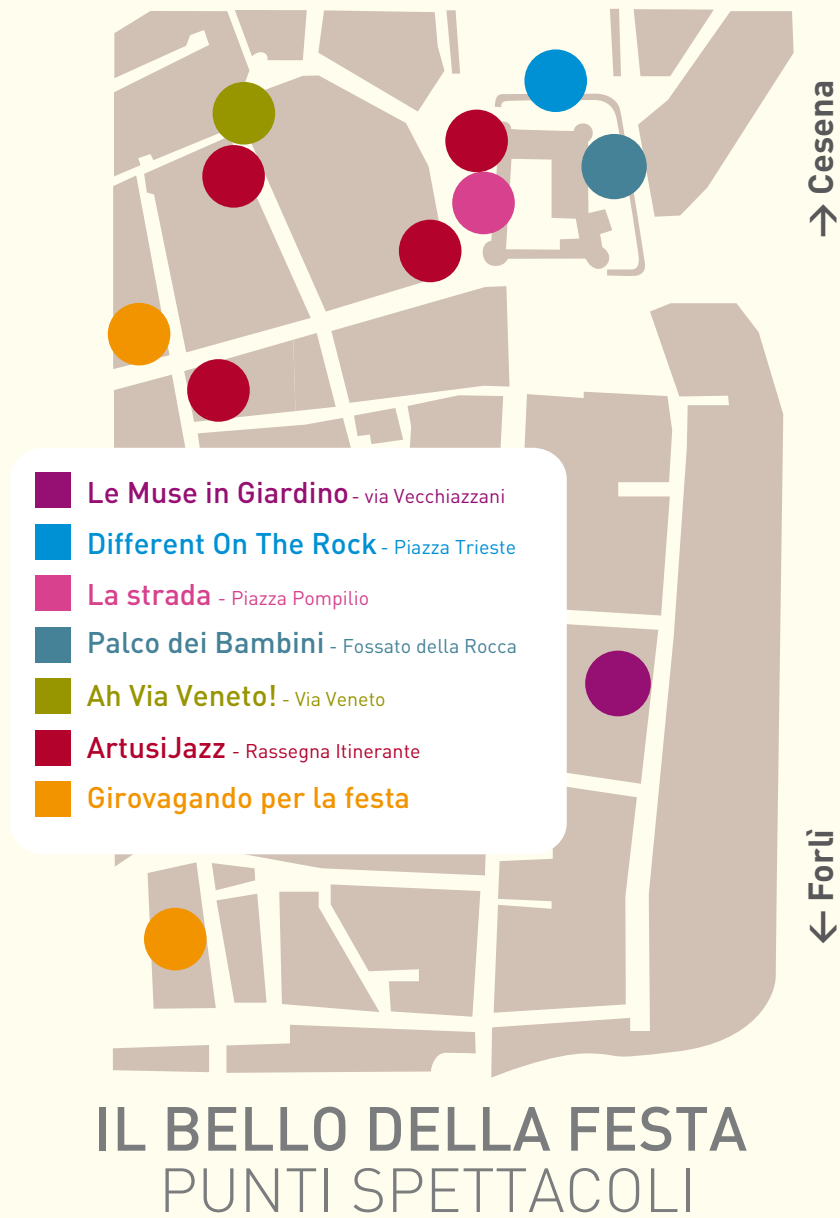 → Cesena
Le Muse in Giardino - via Vecchiazzani
Different On The Rock - Piazza Trieste
La strada - Piazza Pompilio
Palco dei Bambini - Fossato della Rocca
Ah Via Veneto! - Via Veneto
ArtusiJazz - Rassegna Itinerante
Girovagando per la festa
← Forlì
IL BELLO DELLA FESTA
PUNTI SPETTACOLI